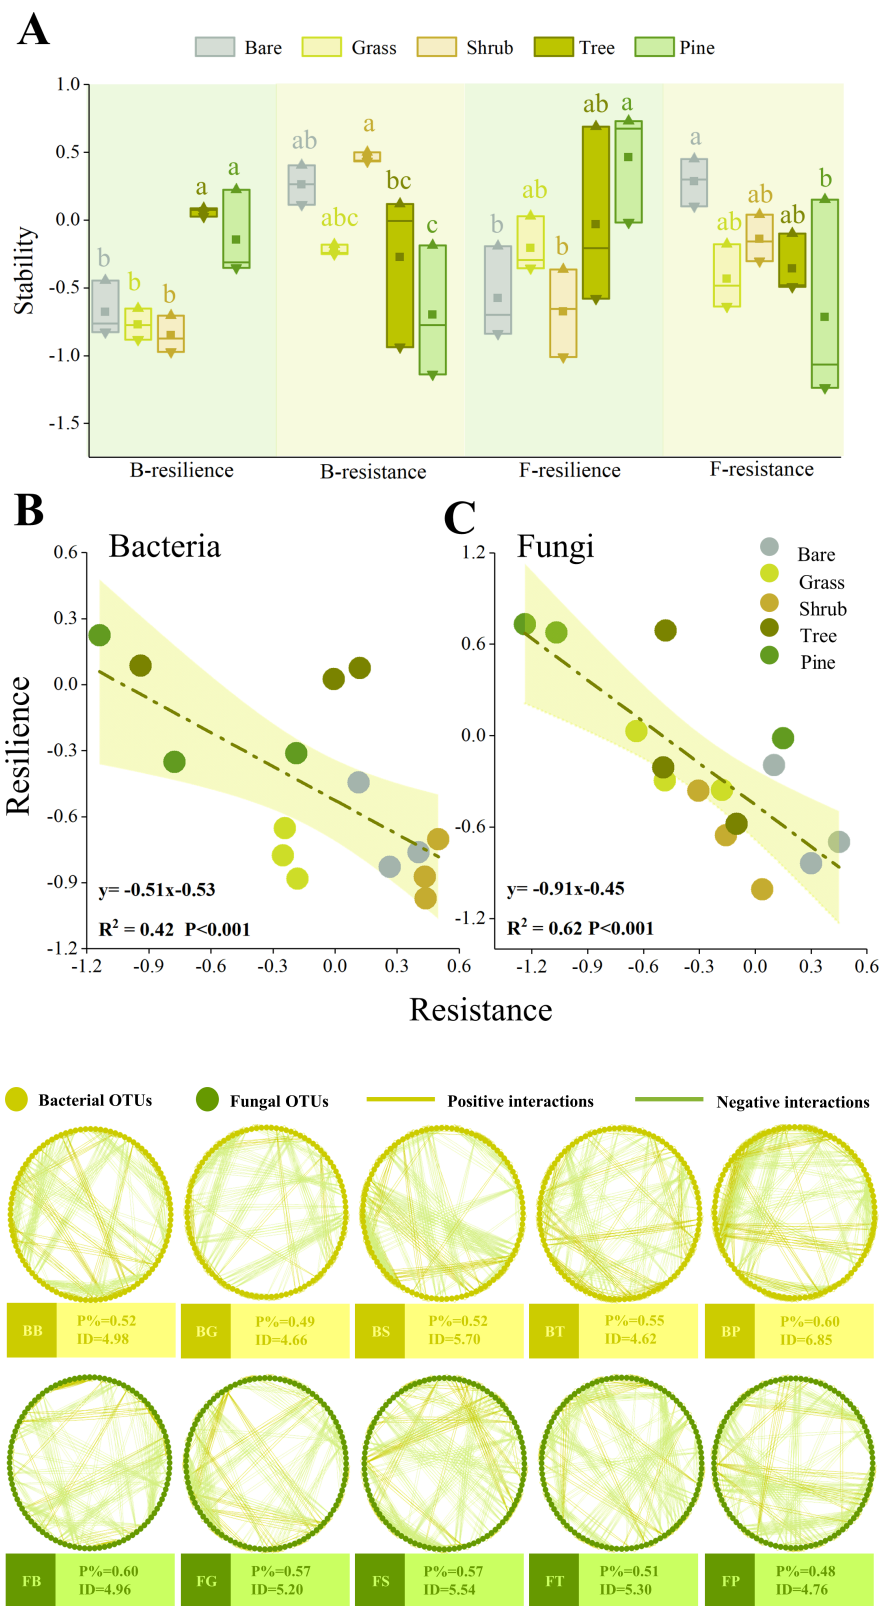 A
Bare Grass Shrub Tree Pine
1.0
0.5
0.0
-0.5
-1.0
-1.5
Stability
b b b a a
ab abc a bc c
b ab b ab a
a ab ab ab b
B-resilience B-resistance F-resilience F-resistance
B
Bacteria
0.6
0.3
0.0
-0.3
-0.6
-0.9
-1.2
Resilience
y= -0.51x-0.53
R² = 0.42 P<0.001
-1.2 -0.9 -0.6 -0.3 0.0 0.3 0.6
C
Fungi
Bare
Grass
Shrub
Tree
Pine
1.2
0.6
0.0
-0.6
-1.2
y= -0.91x-0.45
R² = 0.62 P<0.001
-1.2 -0.9 -0.6 -0.3 0.0 0.3 0.6
Resistance
Bacterial OTUs Fungal OTUs Positive interactions Negative interactions
BB P%=0.52
ID=4.98
BG P%=0.49
ID=4.66
BS P%=0.52
ID=5.70
BT P%=0.55
ID=4.62
BP P%=0.60
ID=6.85
FB P%=0.60
ID=4.96
FG P%=0.57
ID=5.20
FS P%=0.57
ID=5.54
FT P%=0.51
ID=5.30
FP P%=0.48
ID=4.76